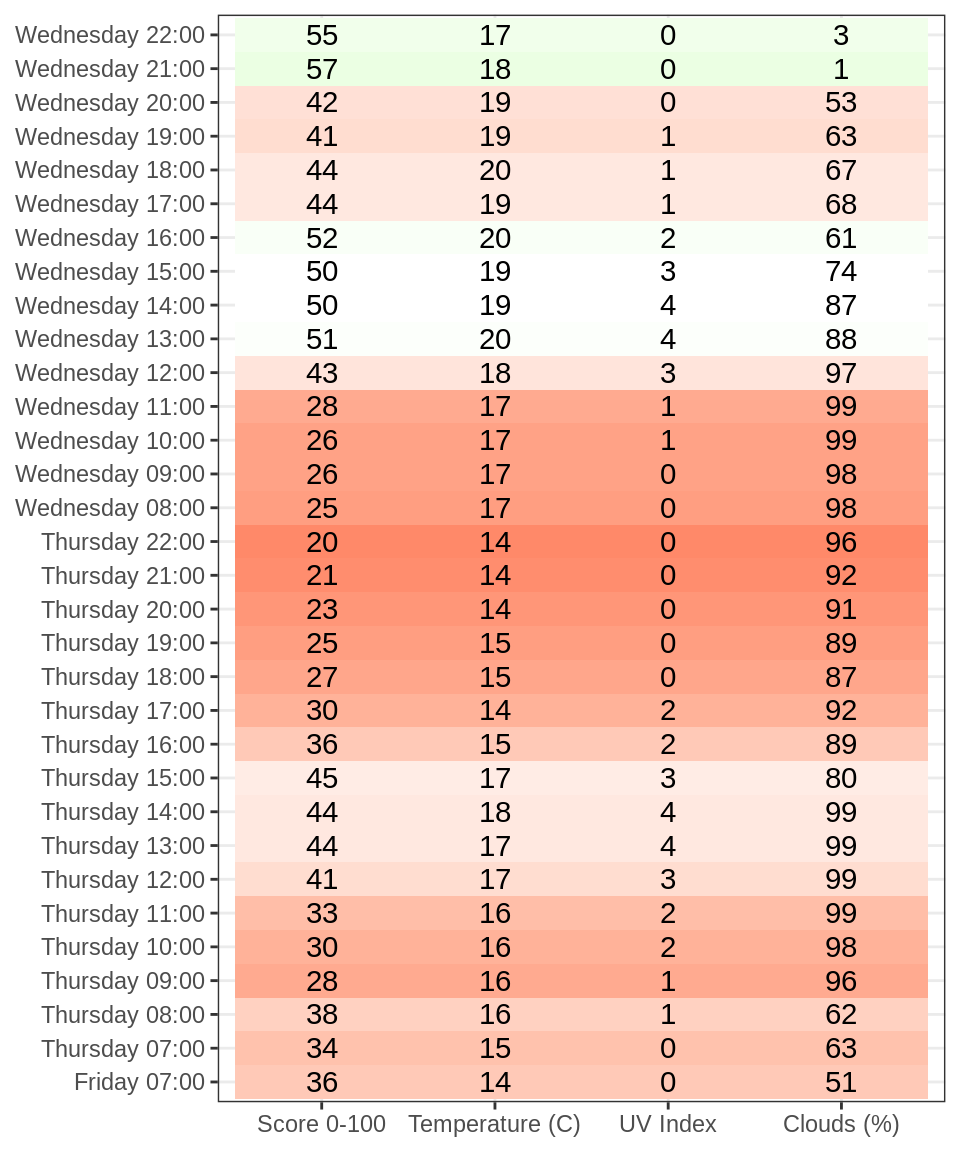 Wednesday 22:00 55 17 0 3
Wednesday 21:00 57 18 0 1
Wednesday 20:00 42 19 0 53
Wednesday 19:00 41 19 1 63
Wednesday 18:00 44 20 1 67
Wednesday 17:00 44 19 1 68
Wednesday 16:00 52 20 2 61
Wednesday 15:00 50 19 3 74
Wednesday 14:00 50 19 4 87
Wednesday 13:00 51 20 4 88
Wednesday 12:00 43 18 3 97
Wednesday 11:00 28 17 1 99
Wednesday 10:00 26 17 1 99
Wednesday 09:00 26 17 0 98
Wednesday 08:00 25 17 0 98
Thursday 22:00 20 14 0 96
Thursday 21:00 21 14 0 92
Thursday 20:00 23 14 0 91
Thursday 19:00 25 15 0 89
Thursday 18:00 27 15 0 87
Thursday 17:00 30 14 2 92
Thursday 16:00 36 15 2 89
Thursday 15:00 45 17 3 80
Thursday 14:00 44 18 4 99
Thursday 13:00 44 17 4 99
Thursday 12:00 41 17 3 99
Thursday 11:00 33 16 2 99
Thursday 10:00 30 16 2 98
Thursday 09:00 28 16 1 96
Thursday 08:00 38 16 1 62
Thursday 07:00 34 15 0 63
Friday 07:00 36 14 0 51
Score 0-100 Temperature (C) UV Index Clouds (%)